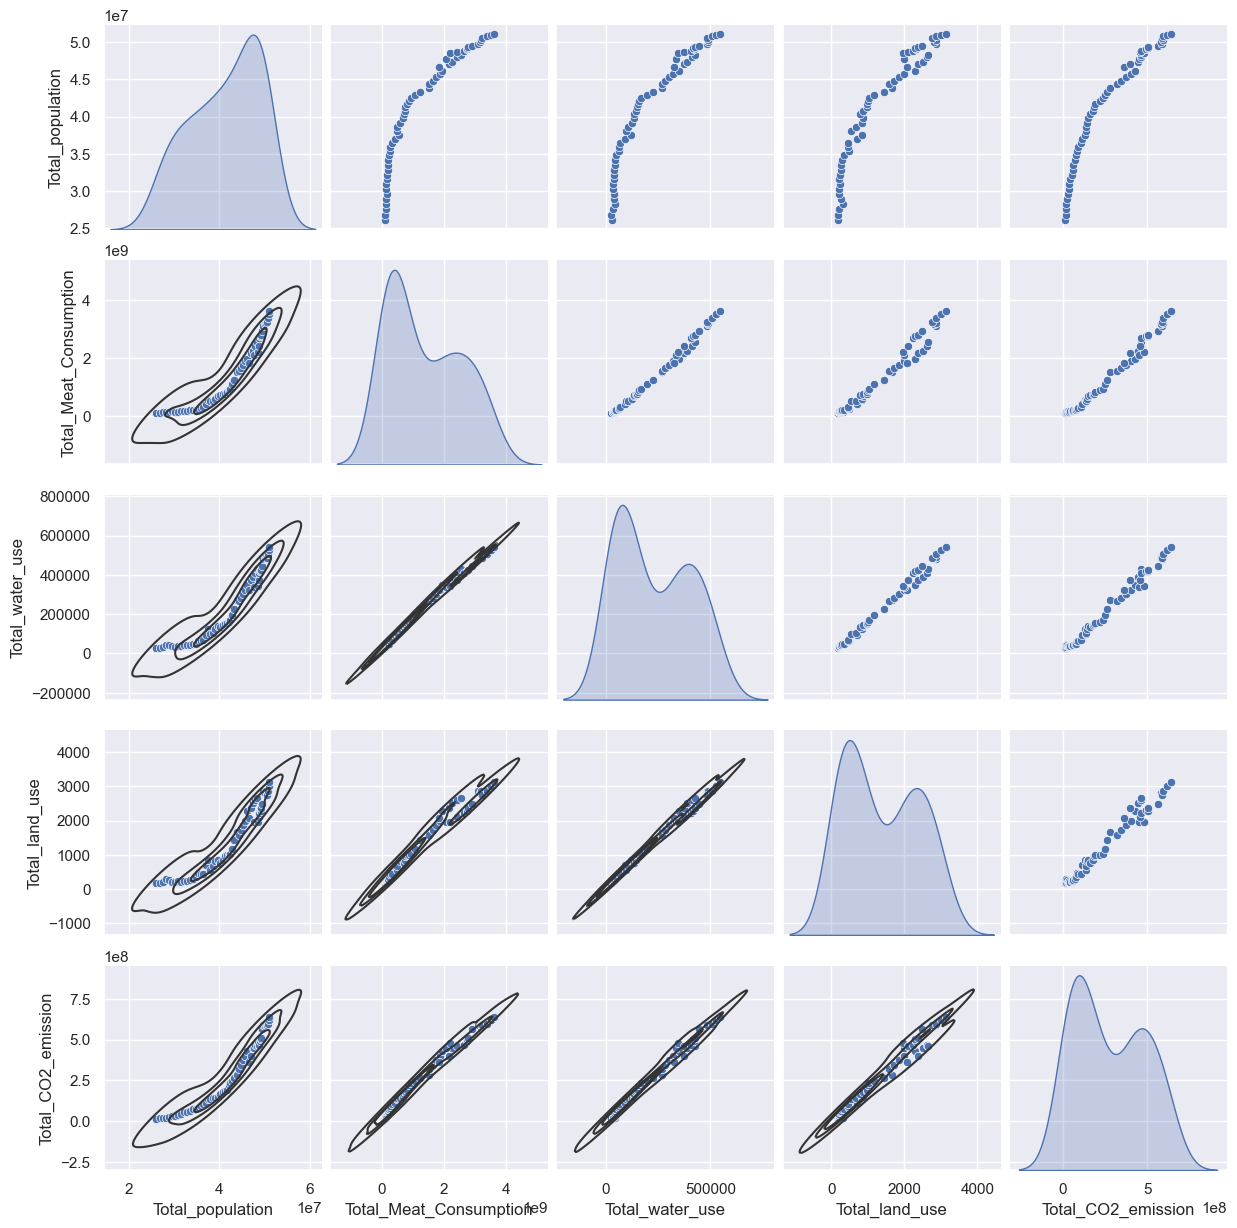 1e7
5.0
4.5
4.0
3.5
3.0
2.5
Total_population
1e9
4
2
0
Total_Meat_Consumption
800000
600000
400000
200000
0
−200000
Total_water_use
4000
3000
2000
1000
0
−1000
Total_land_use
1e8
7.5
5.0
2.5
0.0
−2.5
Total_CO2_emission
2 4 6 0 2 4 0 500000 0 2000 4000 0 5
1e7 1e9 1e8
Total_population Total_Meat_Consumption Total_water_use Total_land_use Total_CO2_emission